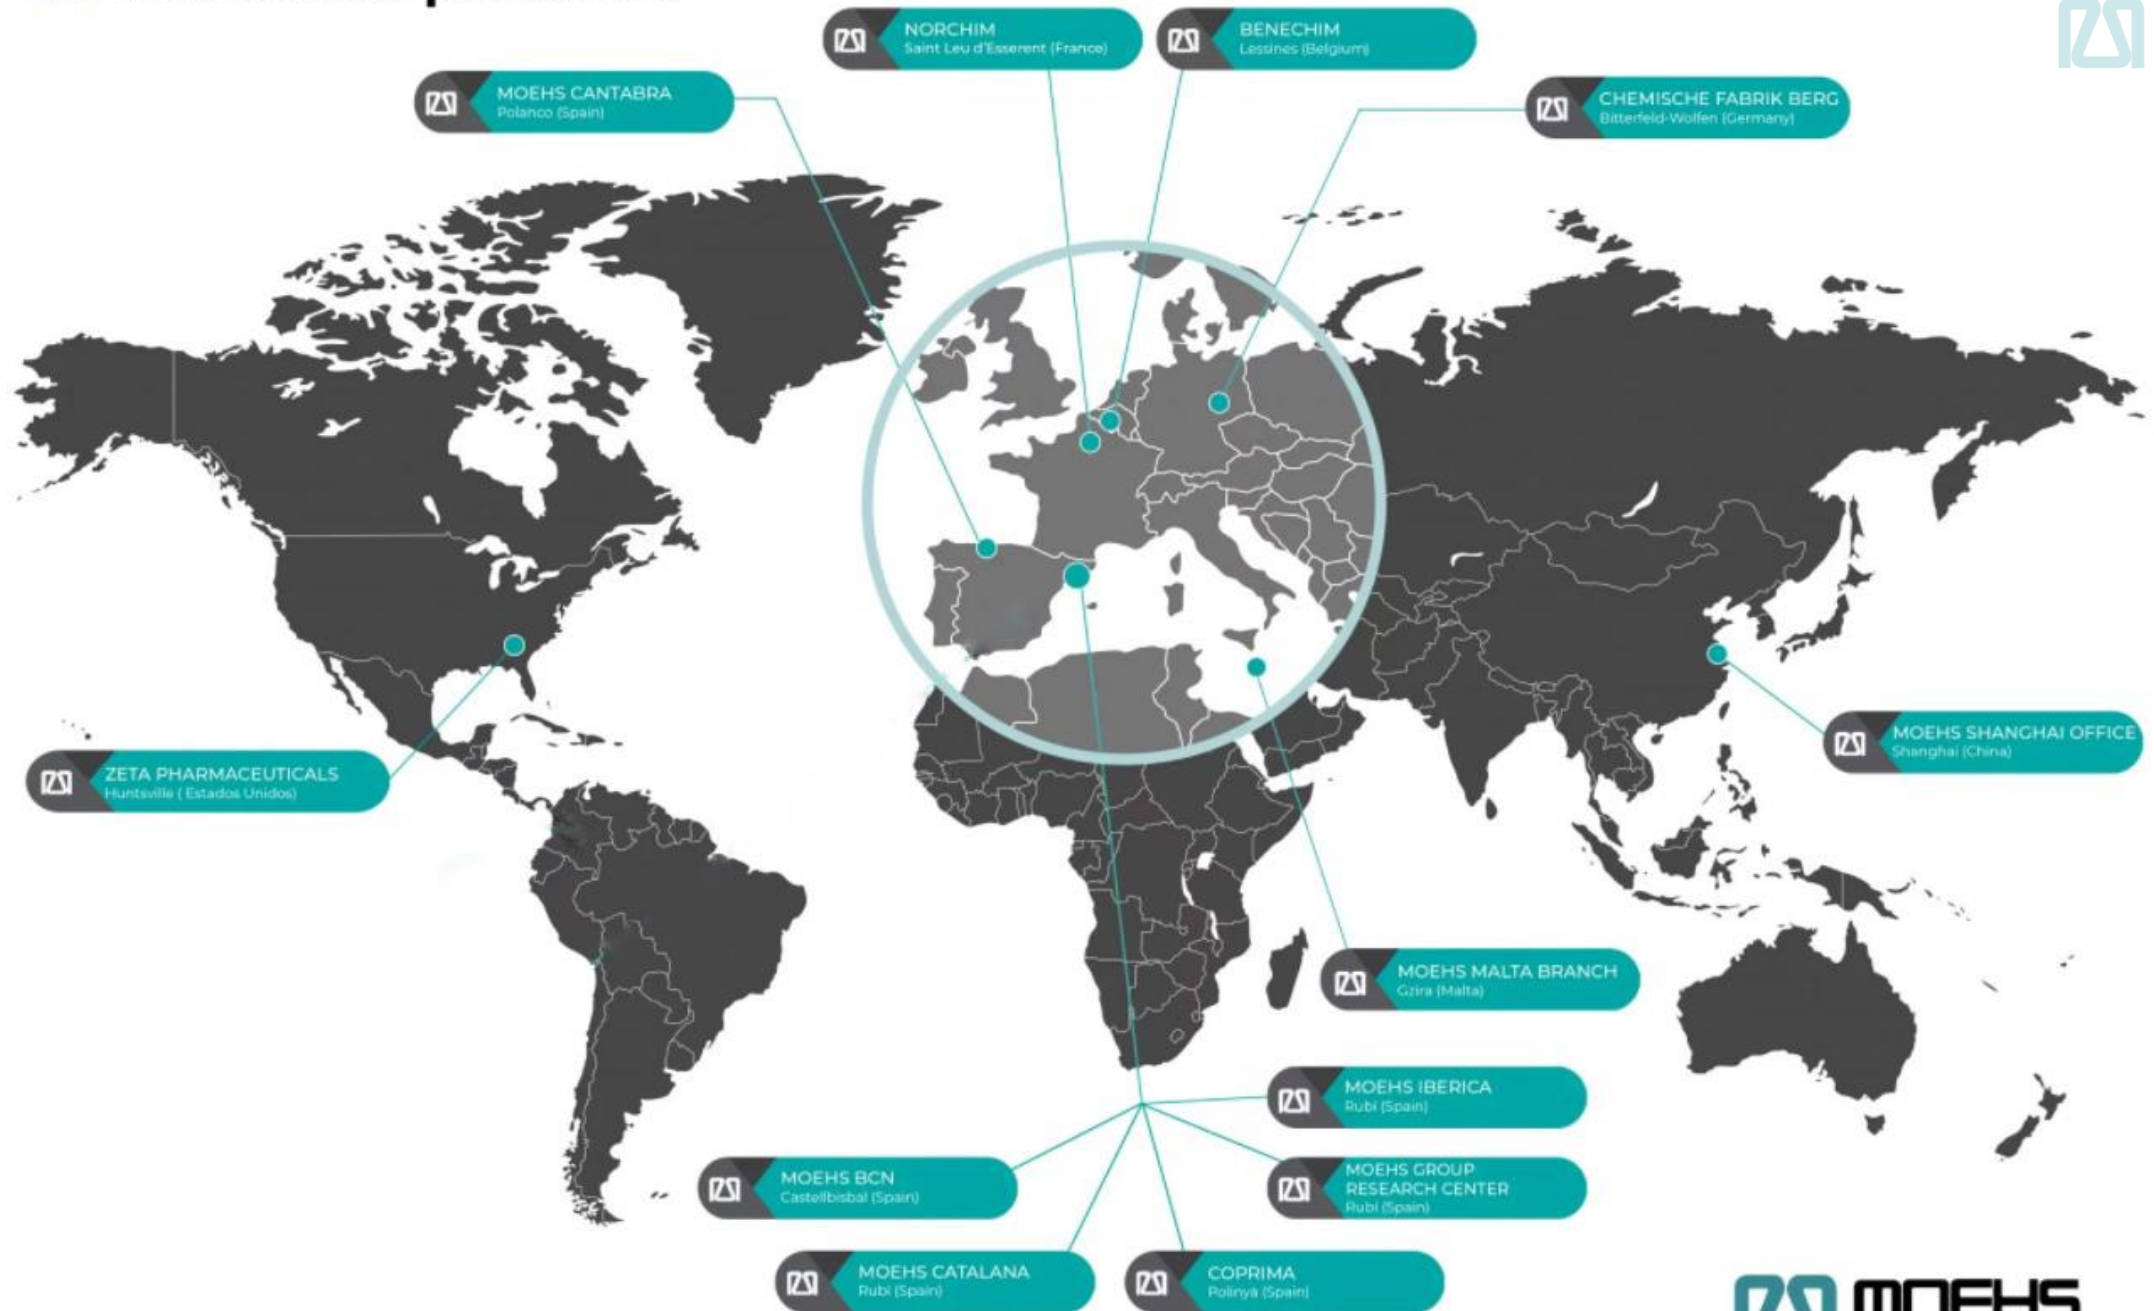 NORCHIM
Saint Leu d'Esserent (France)
BENECHIM
Lessines (Belgium)
MOEHS CANTABRA
Polanco (Spain)
CHEMISCHE FABRIK BERG
Bitterfeld-Wolfen (Germany)
MOEHS SHANGHAI OFFICE
Shanghai (China)
ZETA PHARMACEUTICALS
Huntsville ( Estados Unidos)
MOEHS MALTA BRANCH
Gzira (Malta)
MOEHS IBERICA
Rubí (Spain)
MOEHS BCN
Castellbisbal (Spain)
MOEHS GROUP
RESEARCH CENTER
Rubí (Spain)
MOEHS CATALANA
Rubí (Spain)
COPRIMA
Polinyà (Spain)
MOEHS